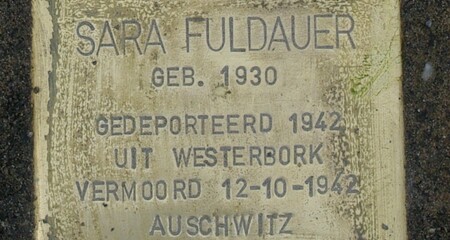 SARA FULDAUER
GEB. 1930
GEDEPORTEERD 1942
UIT WESTERBORK
VERMOORD 12-10-1942
AUSCHWITZ